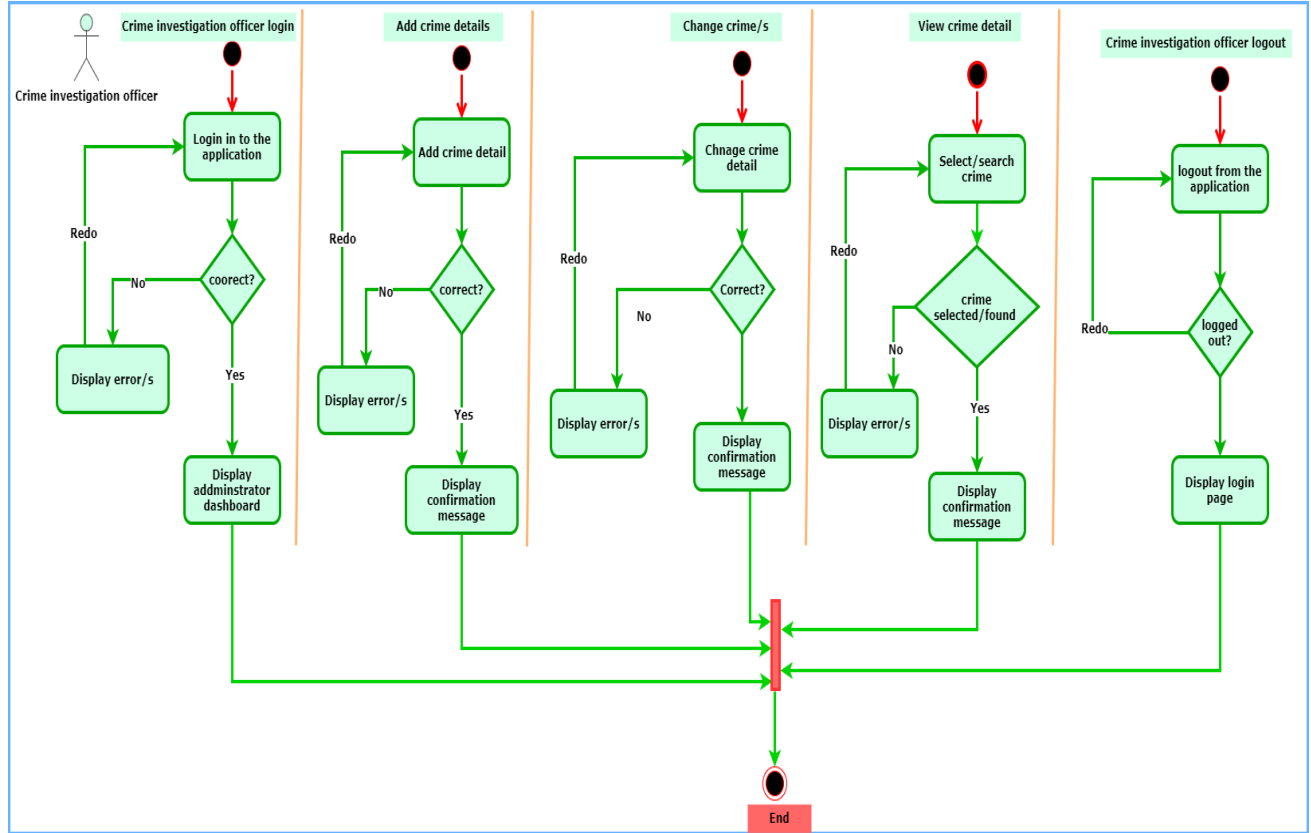 Crime investigation officer login
Crime investigation officer
Login in to the
application
Redo
coorect?
No
Display error/s
Yes
Display
addminstrator
dashboard
Add crime details
Add crime detail
Redo
correct?
No
Display error/s
Yes
Display
confirmation
message
Change crime/s
Chnage crime
detail
Redo
Correct?
No
Display error/s
Display
confirmation
message
View crime detail
Select/search
crime
Redo
crime
selected/found
No
Display error/s
Yes
Display
confirmation
message
Crime investigation officer logout
logout from the
application
Redo
logged
out?
Display login
page
End